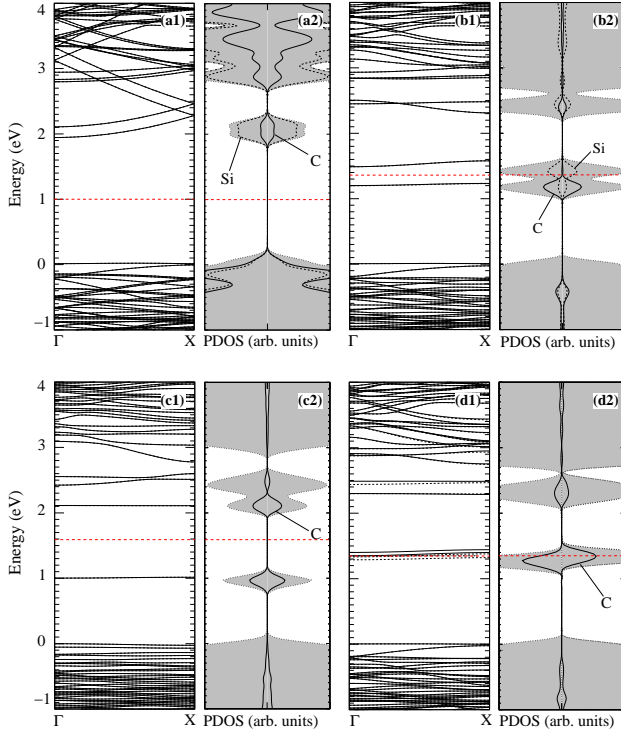 4
(a1)
(a2)
(b1)
(b2)
3
2
1
0
−1
Energy (eV)
Si
C
Si
C
Γ
X
PDOS (arb. units)
Γ
X
PDOS (arb. units)
4
(c1)
(c2)
(d1)
(d2)
3
2
1
0
−1
Energy (eV)
C
C
Γ
X
PDOS (arb. units)
Γ
X
PDOS (arb. units)